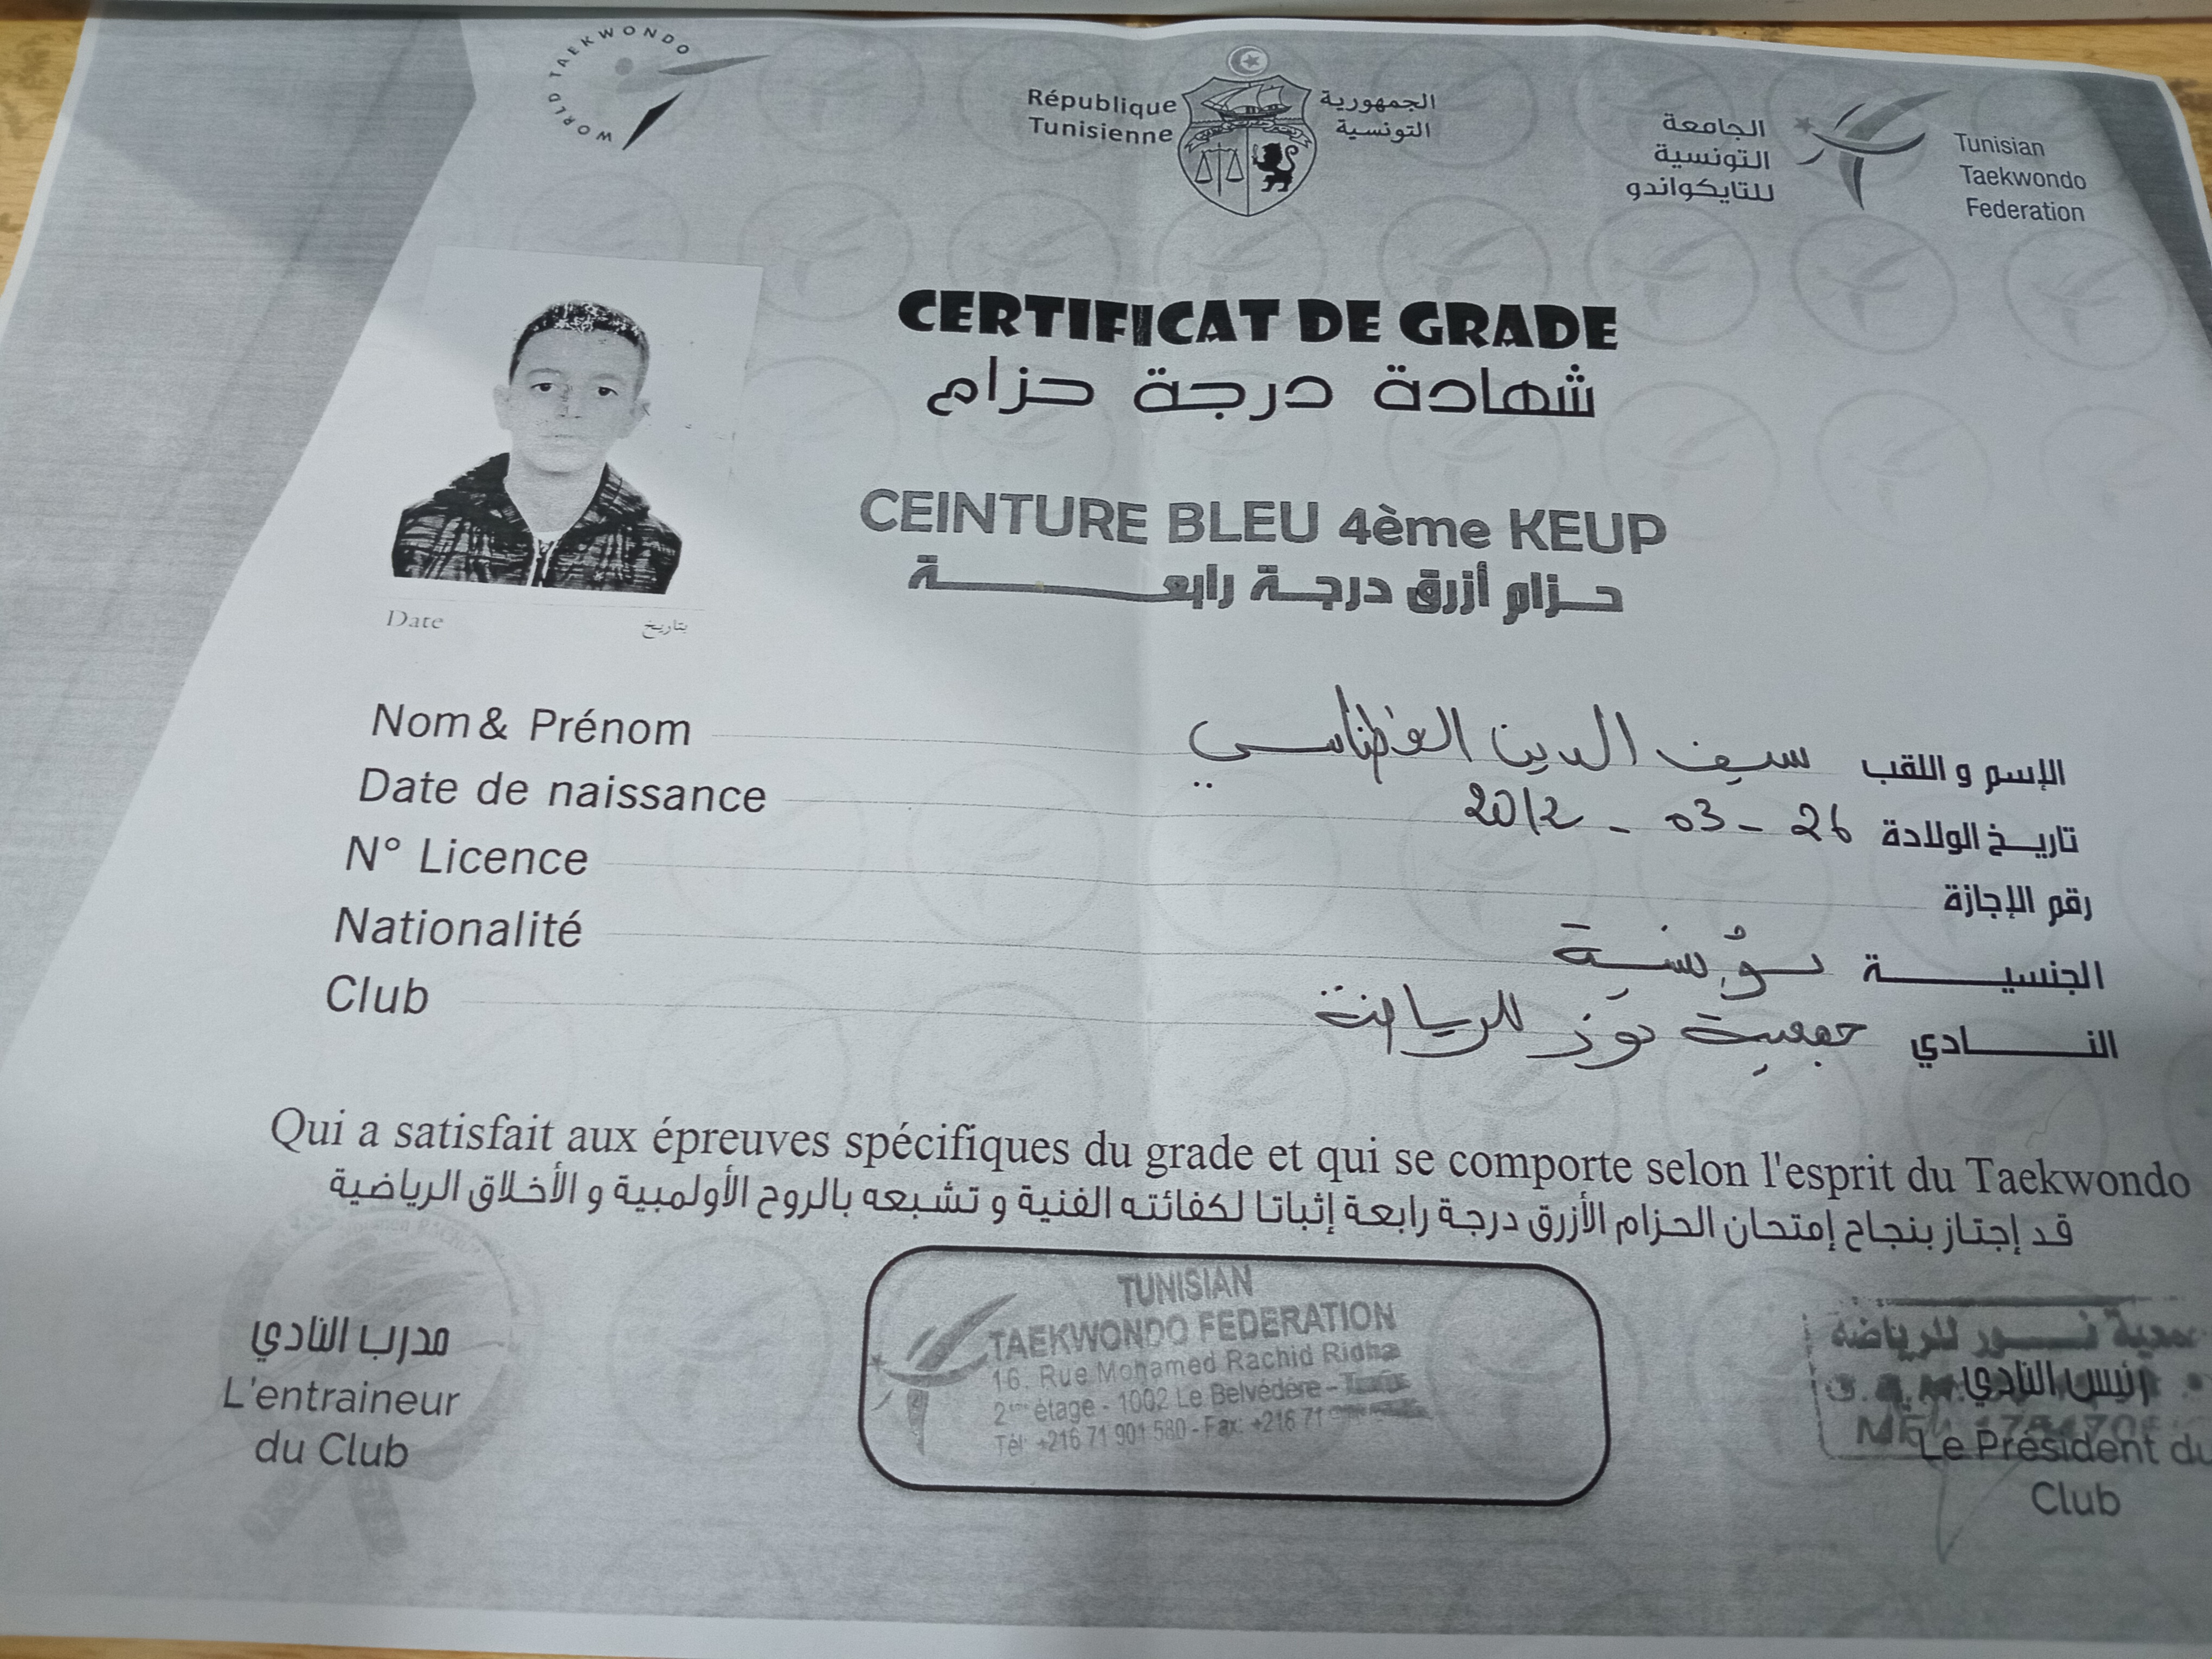 WORLD TAEKWONDO
République Tunisienne
الجمهورية التونسية
الجامعة التونسية للتايكواندو
Tunisian Taekwondo Federation
CERTIFICAT DE GRADE
شهادة درجة حزام
CEINTURE BLEU 4ème KEUP
حزام أزرق درجة رابعة
Date بتاريخ
Nom & Prénom سيف الدين الغطاسي الإسم و اللقب
Date de naissance 2012 - 03 - 26 تاريخ الولادة
N° Licence رقم الإجازة
Nationalité تونسية الجنسية
Club جمعية نور للرياضة النادي
Qui a satisfait aux épreuves spécifiques du grade et qui se comporte selon l'esprit du Taekwondo
قد إجتاز بنجاح إمتحان الحزام الأزرق درجة رابعة إثباتا لكفائته الفنية و تشبعه بالروح الأولمبية و الأخلاق الرياضية
مدرب النادي
L'entraineur
du Club
TUNISIAN
TAEKWONDO FEDERATION
16, Rue Mohamed Rachid Ridha
2ème étage - 1002 Le Belvédère - Tunis
Tél: +216 71 901 580 - Fax: +216 71
نور للرياضة
رئيس النادي
Le Président du
Club